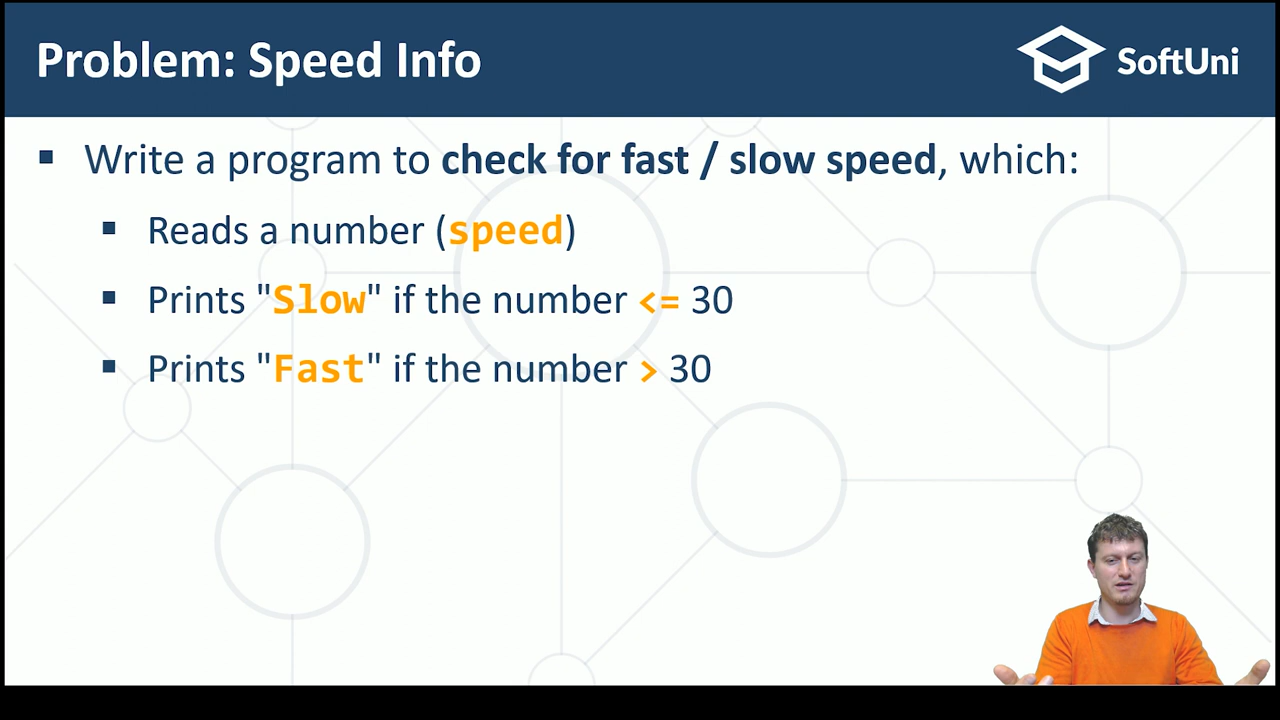 Problem: Speed Info
SoftUni
Write a program to check for fast / slow speed, which:
Reads a number (speed)
Prints "Slow" if the number <= 30
Prints "Fast" if the number > 30